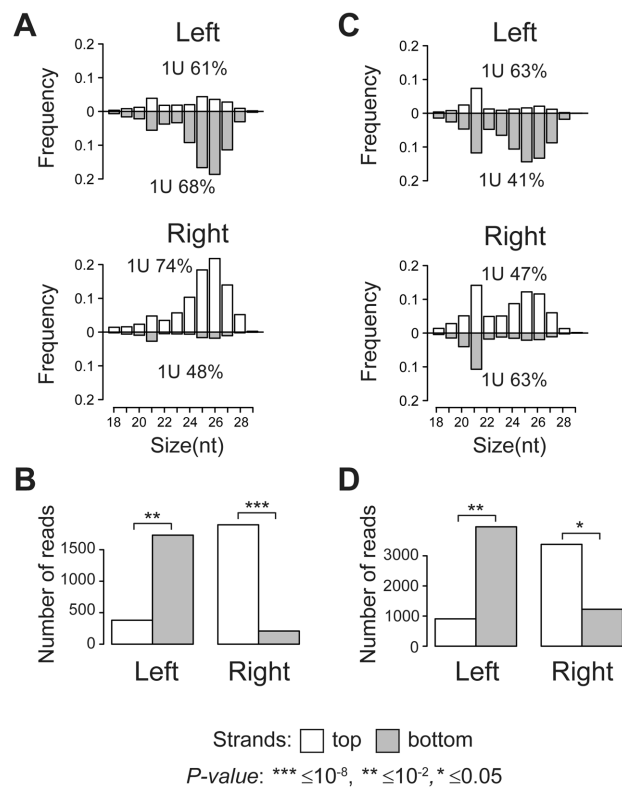 A
Left
0.2
0.1
0
0.1
0.2
Frequency
1U 61%
1U 68%
Right
0.2
0.1
0
0.1
0.2
Frequency
1U 74%
1U 48%
18 20 22 24 26 28
Size(nt)
C
Left
0.2
0.1
0
0.1
0.2
Frequency
1U 63%
1U 41%
Right
0.2
0.1
0
0.1
0.2
Frequency
1U 47%
1U 63%
18 20 22 24 26 28
Size(nt)
B
Number of reads
1500
1000
500
0
**
***
Left Right
D
Number of reads
3000
2000
1000
0
**
*
Left Right
Strands: top bottom
P-value: *** ≤10⁻⁸, ** ≤10⁻², * ≤0.05